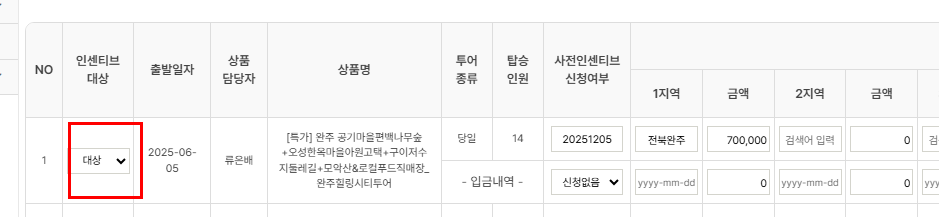 NO
인센티브
대상
출발일자
상품
담당자
상품명
투어
종류
탑승
인원
사전인센티브
신청여부
1지역
금액
2지역
금액
1
대상
2025-06-
05
류은배
[특가] 완주 공기마을편백나무숲
+오성한옥마을아원고택+구이저수
지둘레길+모악산&로컬푸드직매장_
완주힐링시티투어
당일
14
20251205
전북완주
700,000
검색어 입력
0
- 입금내역 -
신청없음
yyyy-mm-dd
0
yyyy-mm-dd
0